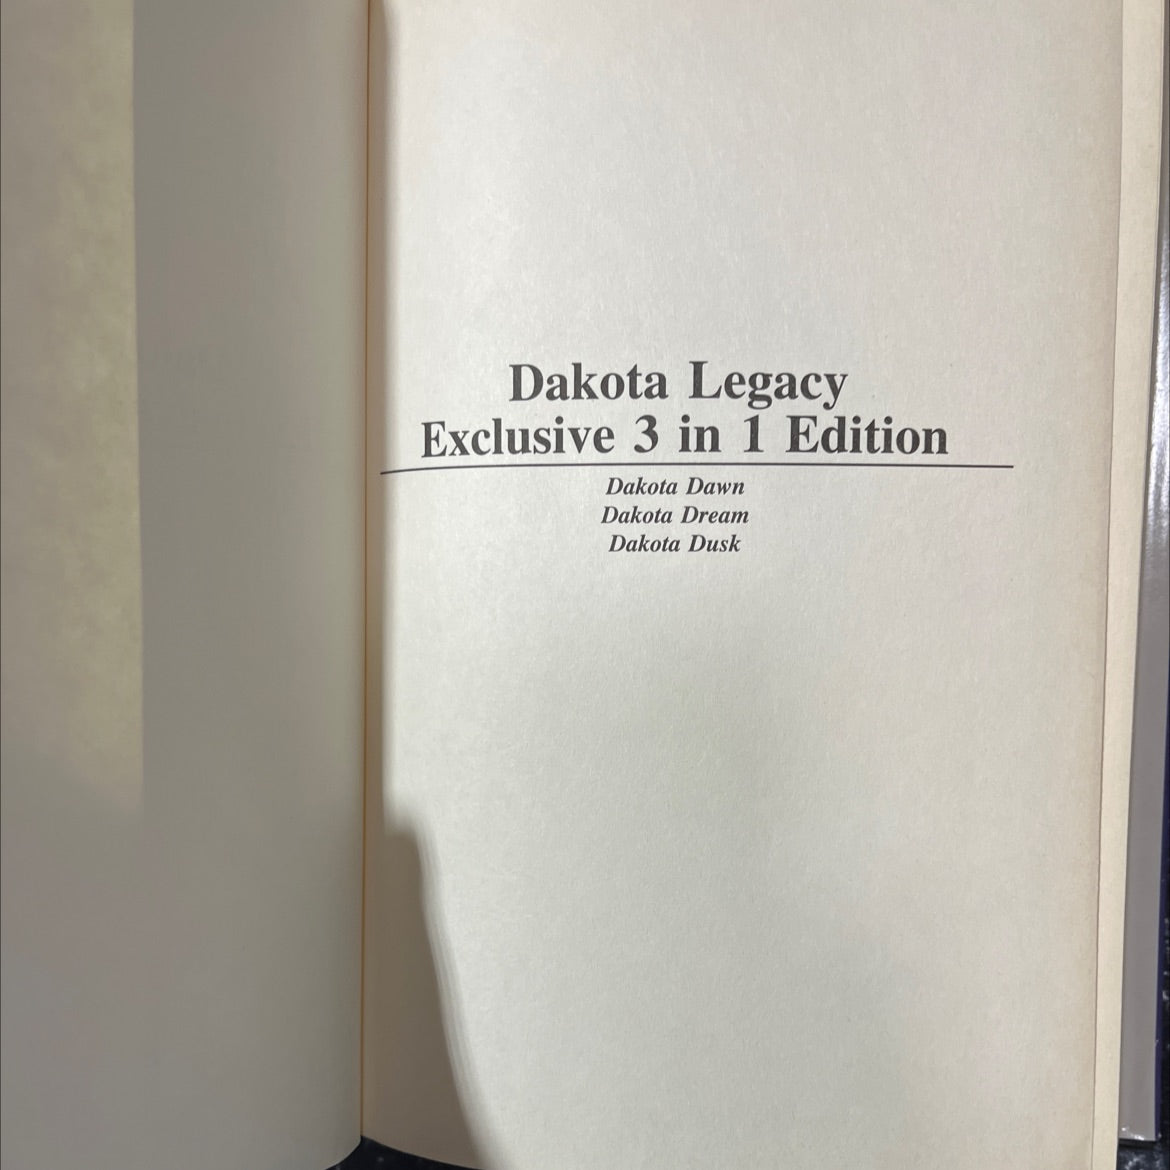 Dakota Legacy
Exclusive 3 in 1 Edition
Dakota Dawn
Dakota Dream
Dakota Dusk